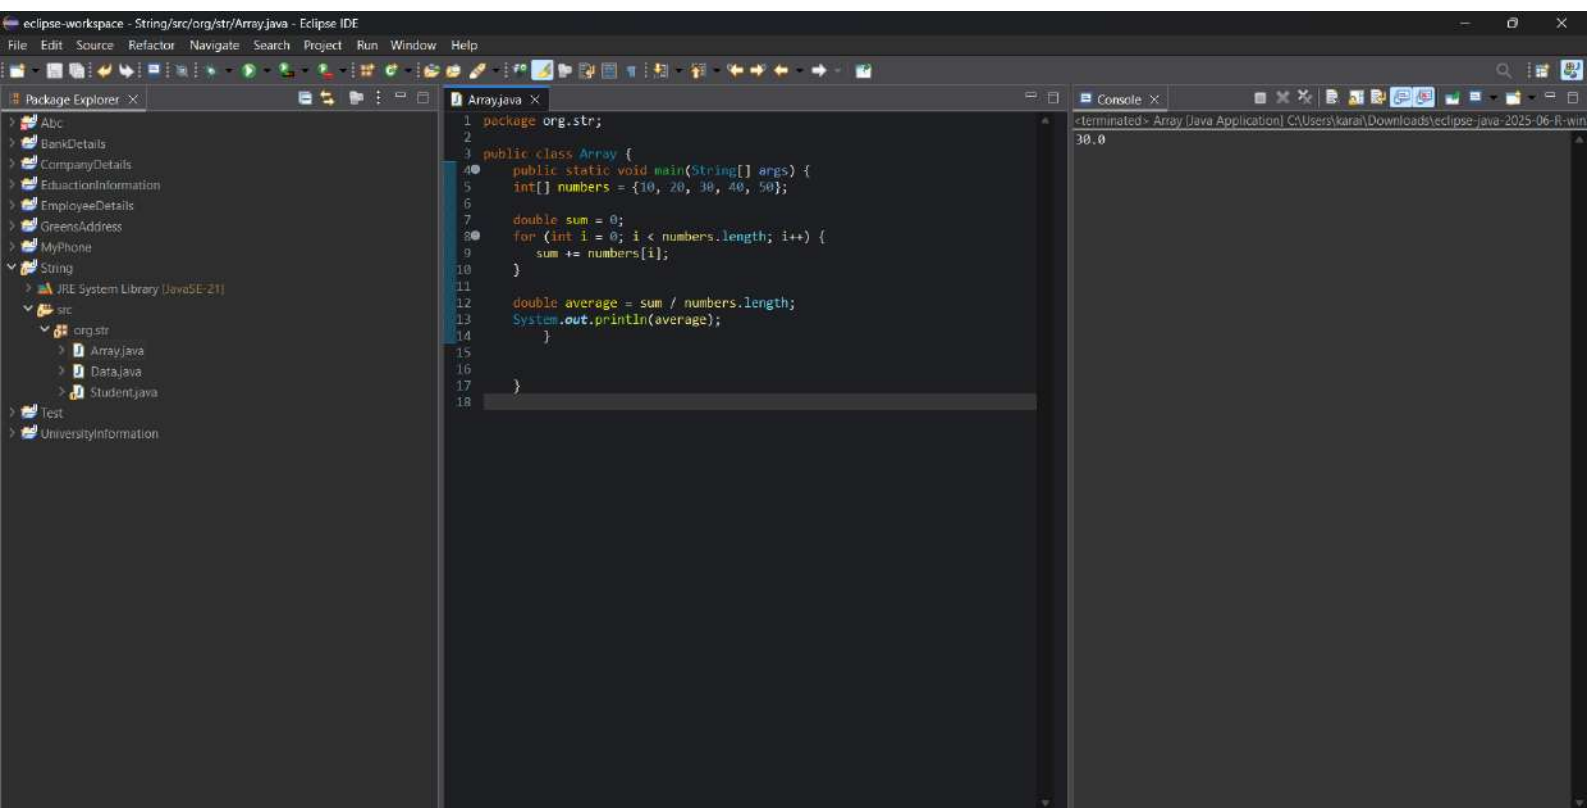 eclipse-workspace - String/src/org/str/Array.java - Eclipse IDE
File Edit Source Refactor Navigate Search Project Run Window Help
Package Explorer
Abc
BankDetails
CompanyDetails
EduactionInformation
EmployeeDetails
GreensAddress
MyPhone
String
JRE System Library [JavaSE-21]
src
org.str
Array.java
Data.java
Student.java
Test
UniversityInformation
Array.java
1 package org.str;
2
3 public class Array {
4 public static void main(String[] args) {
5 int[] numbers = {10, 20, 30, 40, 50};
6
7 double sum = 0;
8 for (int i = 0; i < numbers.length; i++) {
9 sum += numbers[i];
10 }
11
12 double average = sum / numbers.length;
13 System.out.println(average);
14 }
15
16
17 }
18
Console
<terminated> Array [Java Application] C:\Users\karai\Downloads\eclipse-java-2025-06-R-win
30.0